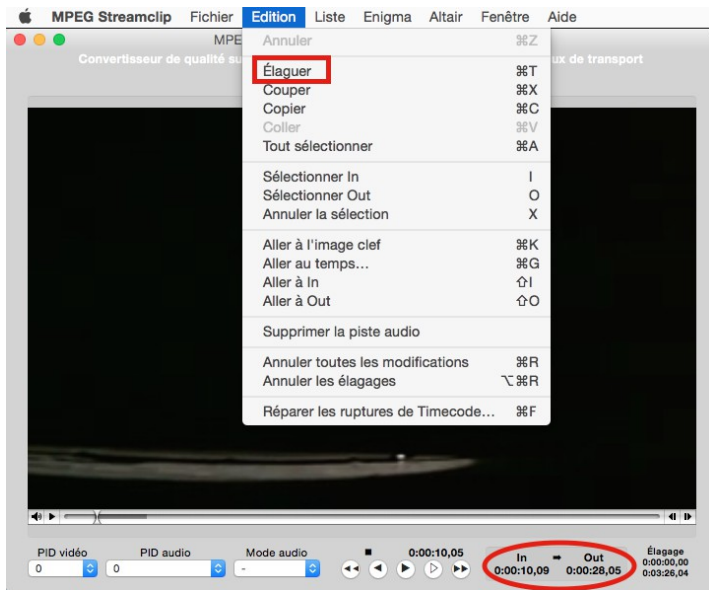 MPEG Streamclip Fichier Edition Liste Enigma Altair Fenêtre Aide
MPE
Convertisseur de qualité su
ux de transport
Annuler ⌘Z
Élaguer ⌘T
Couper ⌘X
Copier ⌘C
Coller ⌘V
Tout sélectionner ⌘A
Sélectionner In I
Sélectionner Out O
Annuler la sélection X
Aller à l'image clef ⌘K
Aller au temps... ⌘G
Aller à In ⇧I
Aller à Out ⇧O
Supprimer la piste audio
Annuler toutes les modifications ⌘R
Annuler les élagages ⌥⌘R
Réparer les ruptures de Timecode... ⌘F
PID vidéo PID audio Mode audio 0:00:10,05 In ➡ Out Élagage
0 0 - 0:00:10,09 0:00:28,05 0:00:00,00
0:03:26,04